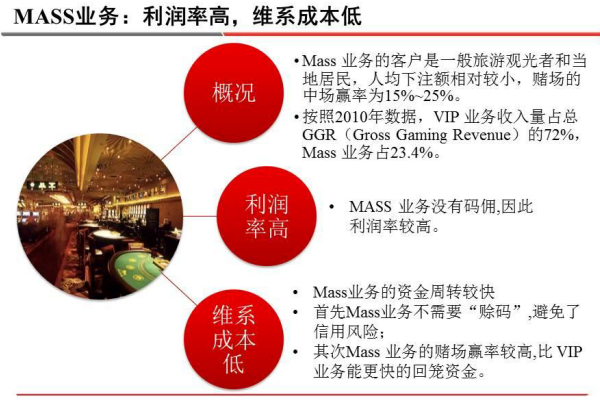 MASS业务：利润率高，维系成本低
概况
•Mass 业务的客户是一般旅游观光者和当
地居民，人均下注额相对较小，赌场的
中场赢率为15%~25%。
•按照2010年数据，VIP 业务收入量占总
GGR（Gross Gaming Revenue）的72%，
Mass 业务占23.4%。
利润
率高
• MASS 业务没有码佣,因此
利润率较高。
维系
成本
低
• Mass业务的资金周转较快
• 首先Mass业务不需要“赊码”,避免了
信用风险；
• 其次Mass 业务的赌场赢率较高,比 VIP
业务能更快的回笼资金。